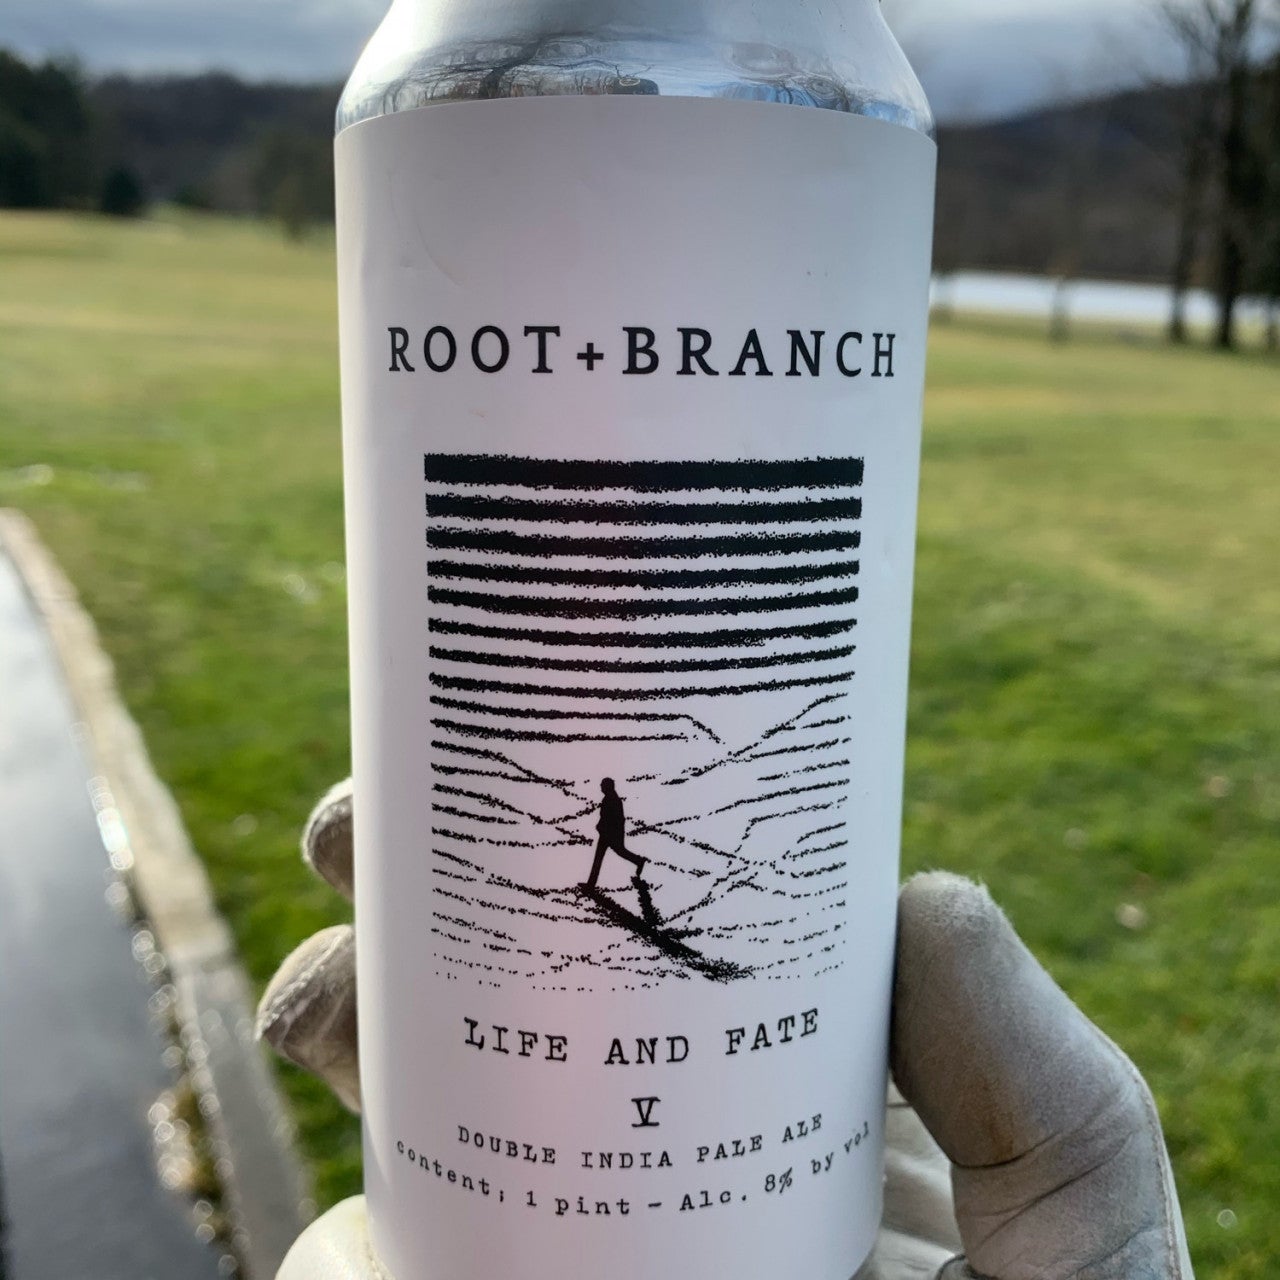 ROOT+BRANCH
LIFE AND FATE
V
DOUBLE INDIA PALE ALE
content; 1 pint - Alc. 8% by vol